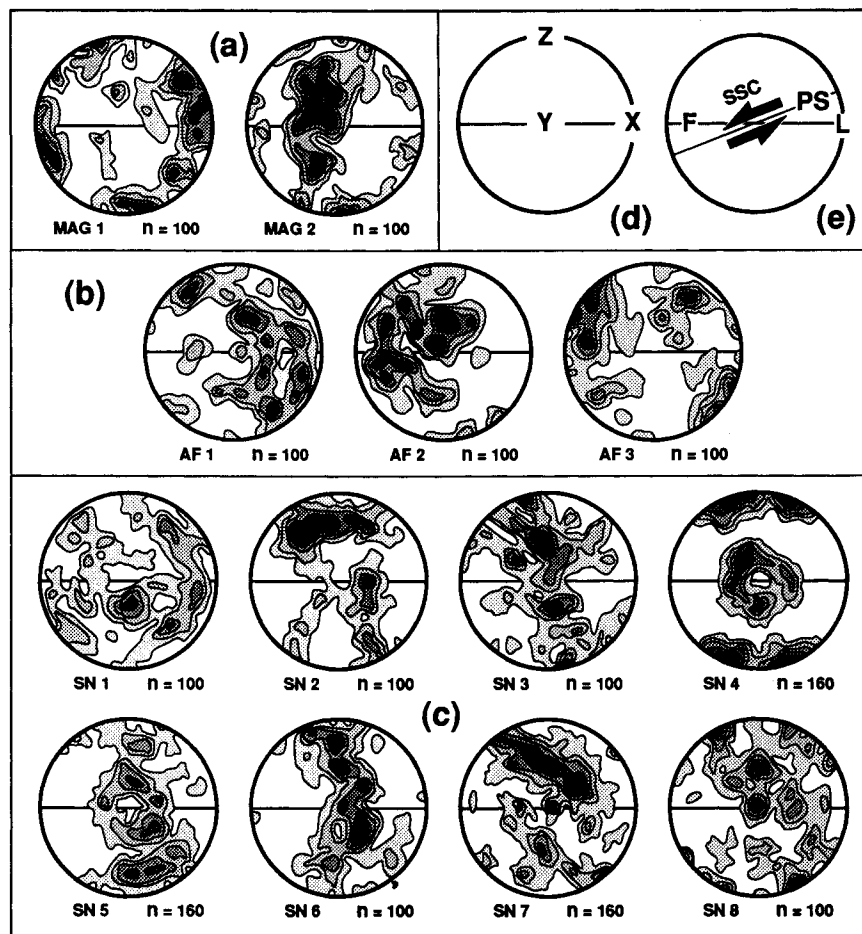 (a)
MAG 1 n = 100
MAG 2 n = 100
Z
Y X
(d)
SSC
PS
F L
(e)
(b)
AF 1 n = 100
AF 2 n = 100
AF 3 n = 100
SN 1 n = 100
SN 2 n = 100
SN 3 n = 100
SN 4 n = 160
(c)
SN 5 n = 160
SN 6 n = 100
SN 7 n = 160
SN 8 n = 100